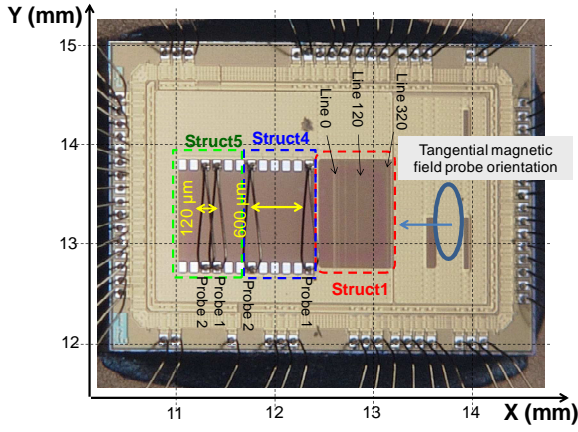 Y (mm)
15
14
13
12
11
12
13
14
X (mm)
Struct5
Struct4
Line 0
Line 120
Line 320
Tangential magnetic
field probe orientation
120 µm
600 µm
Struct1
Probe 2
Probe 1
Probe 2
Probe 1